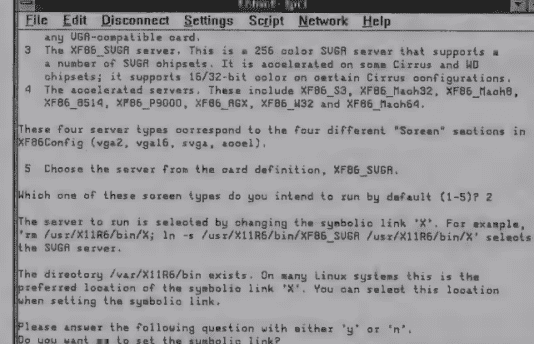 File Edit Disconnect Settings Script Network Help
any VGA-compatible card.
3 The XF86_SVGA server. This is a 256 color SVGA server that supports a
a number of SVGA chipsets. It is accelerated on some Cirrus and WD
chipsets; it supports 16/32-bit color on certain Cirrus configurations.
4 The accelerated servers. These include XF86_S3, XF86_Mach32, XF86_Mach8,
XF86_8514, XF86_P9000, XF86_AGX, XF86_W32 and XF86_Mach64.
These four server types correspond to the four different "Screen" sections in
XF86Config (vga2, vga16, svga, accel).
5 Choose the server from the card definition, XF86_SVGA.
Which one of these screen types do you intend to run by default (1-5)? 2
The server to run is selected by changing the symbolic link 'X'. For example,
'rm /usr/X11R6/bin/X; ln -s /usr/X11R6/bin/XF86_SVGA /usr/X11R6/bin/X' selects
the SVGA server.
The directory /var/X11R6/bin exists. On many Linux systems this is the
preferred location of the symbolic link 'X'. You can select this location
when setting the symbolic link.
Please answer the following question with either 'y' or 'n'.
Do you want me to set the symbolic link?